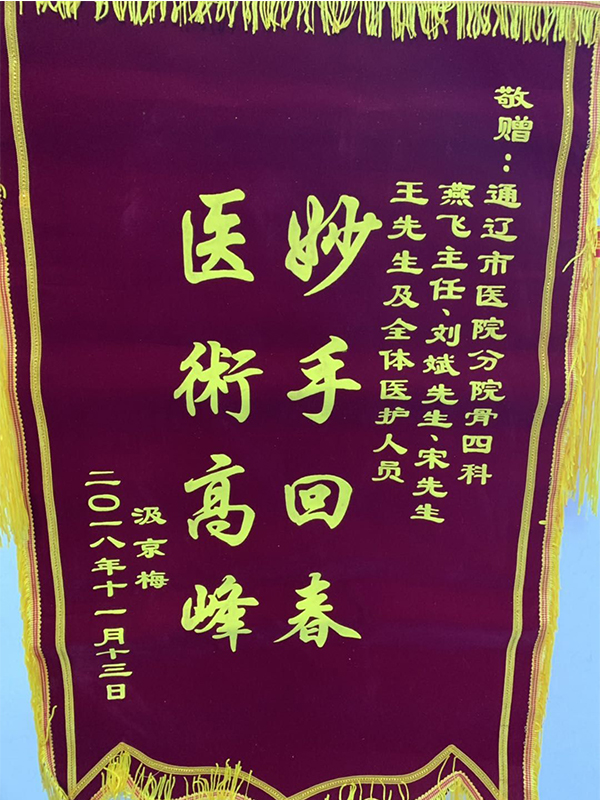 敬赠：
通辽市医院分院骨四科
燕飞主任、刘斌先生、宋先生
王先生及全体医护人员
妙手回春
医術高峰
汲京梅
二〇一八年十一月十三日